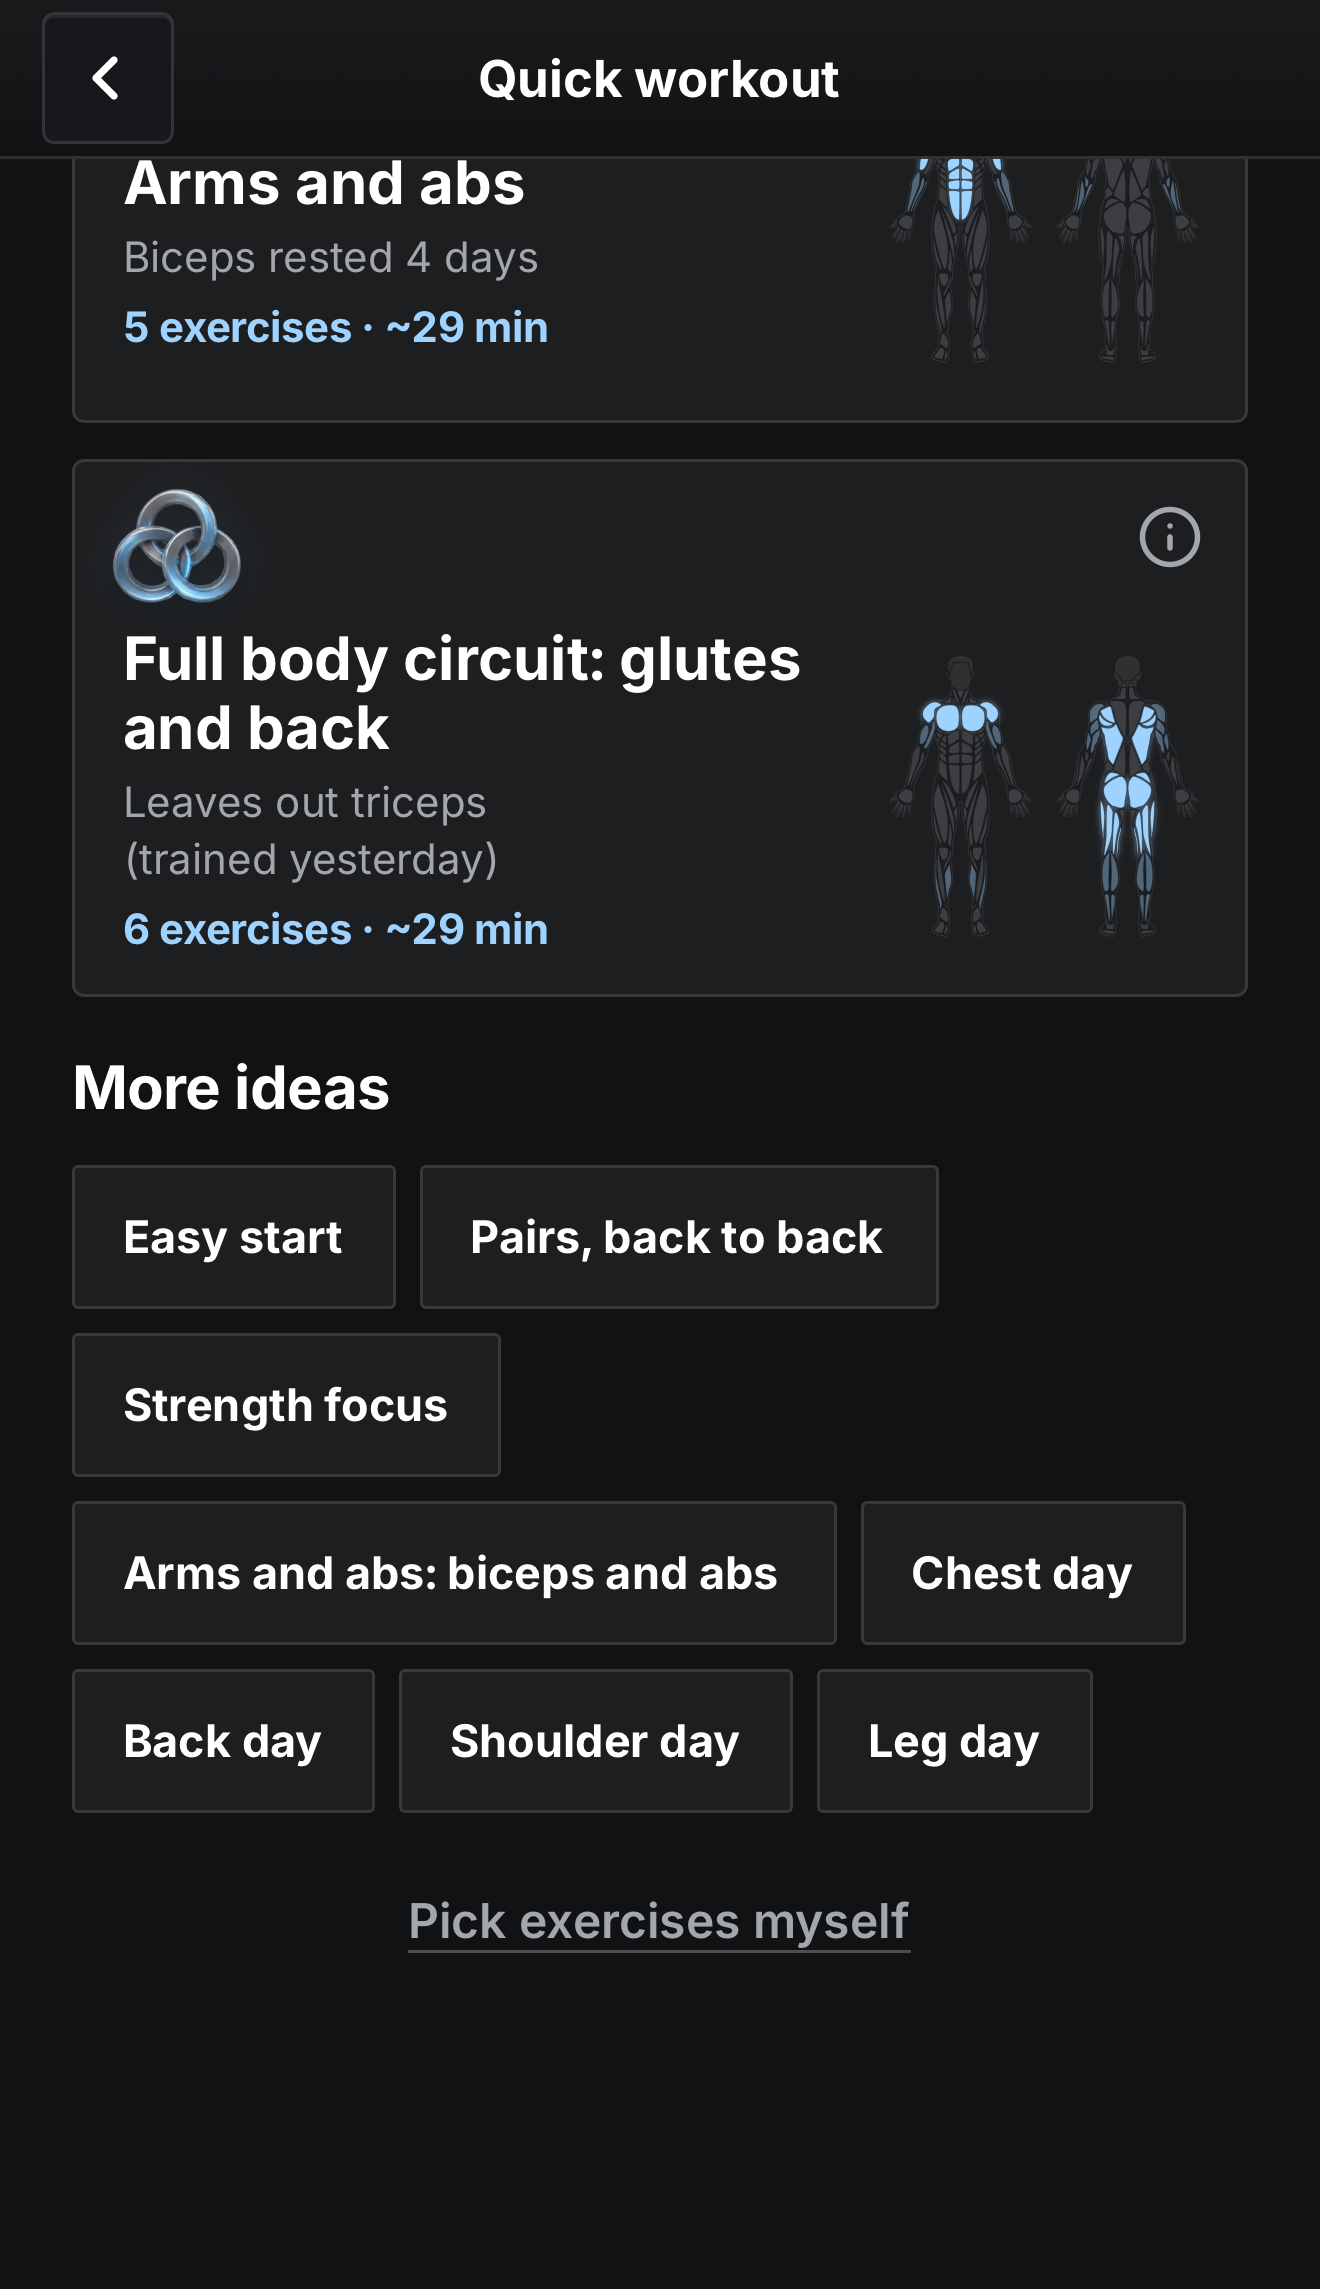 Quick workout
Arms and abs
Biceps rested 4 days
5 exercises · ~29 min
Full body circuit: glutes
and back
Leaves out triceps
(trained yesterday)
6 exercises · ~29 min
More ideas
Easy start
Pairs, back to back
Strength focus
Arms and abs: biceps and abs
Chest day
Back day
Shoulder day
Leg day
Pick exercises myself